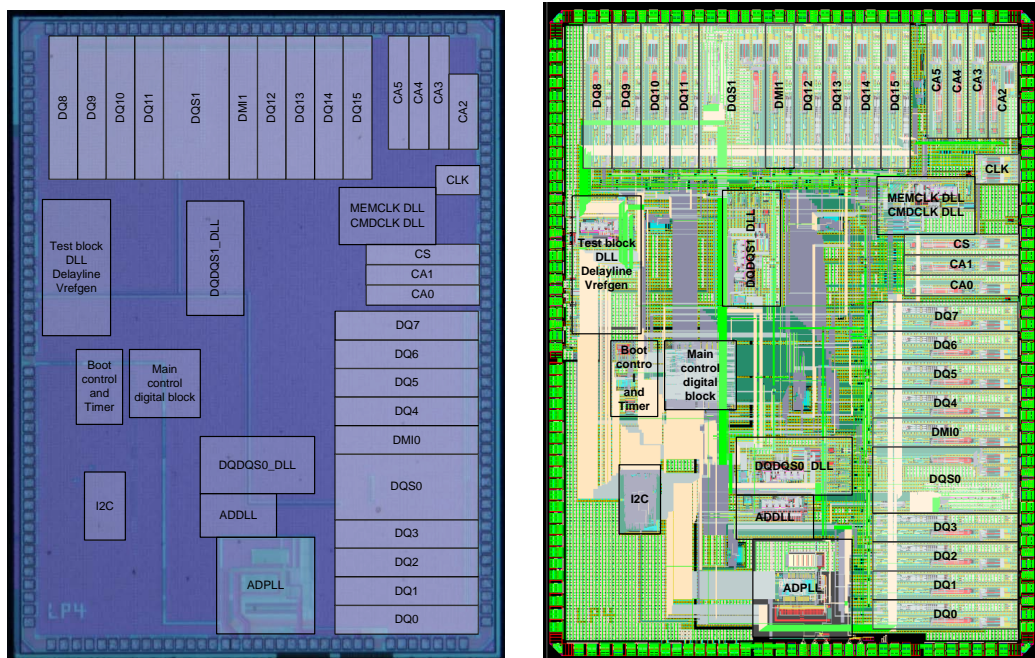 DQ8
DQ9
DQ10
DQ11
DQS1
DMI1
DQ12
DQ13
DQ14
DQ15
CA5
CA4
CA3
CA2
CLK
MEMCLK DLL
CMDCLK DLL
Test block
DLL
Delayline
Vrefgen
DQDQS1_DLL
CS
CA1
CA0
DQ7
DQ6
DQ5
DQ4
DMI0
DQS0
DQ3
DQ2
DQ1
DQ0
Boot
control
and
Timer
Main
control
digital block
DQDQS0_DLL
I2C
ADDLL
ADPLL
LP4
DQ8
DQ9
DQ10
DQ11
DQS1
DMI1
DQ12
DQ13
DQ14
DQ15
CA5
CA4
CA3
CA2
CLK
MEMCLK DLL
CMDCLK DLL
Test block
DLL
Delayline
Vrefgen
DQDQS1_DLL
CS
CA1
CA0
DQ7
DQ6
DQ5
DQ4
DMI0
DQS0
DQ3
DQ2
DQ1
DQ0
Boot
contro
and
Timer
Main
control
digital
block
DQDQS0_DLL
I2C
ADDLL
ADPLL
LP4